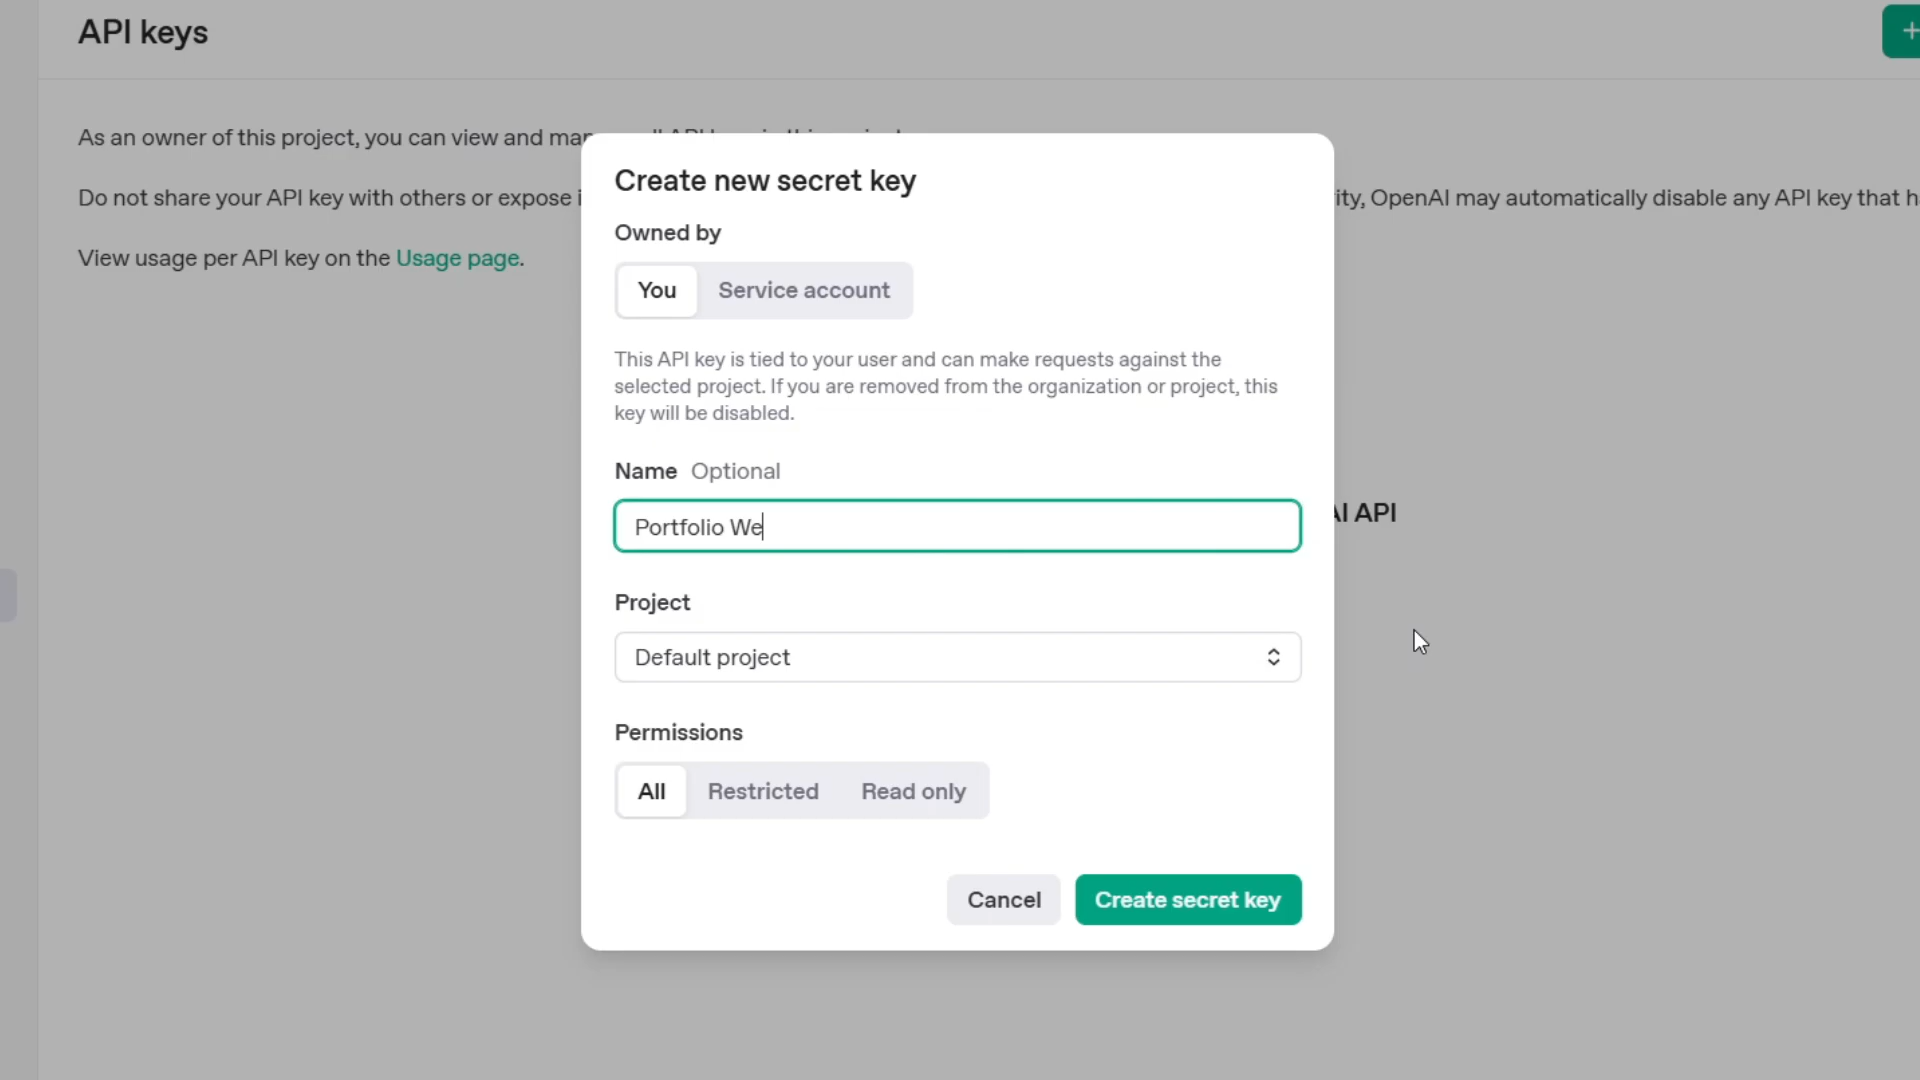 API keys
+
As an owner of this project, you can view and
Do not share your API key with others or expose
OpenAI may automatically disable any API key that
View usage per API key on the Usage page.
AI API
Create new secret key
Owned by
You Service account
This API key is tied to your user and can make requests against the
selected project. If you are removed from the organization or project, this
key will be disabled.
Name Optional
Portfolio We
Project
Default project
Permissions
All Restricted Read only
Cancel Create secret key